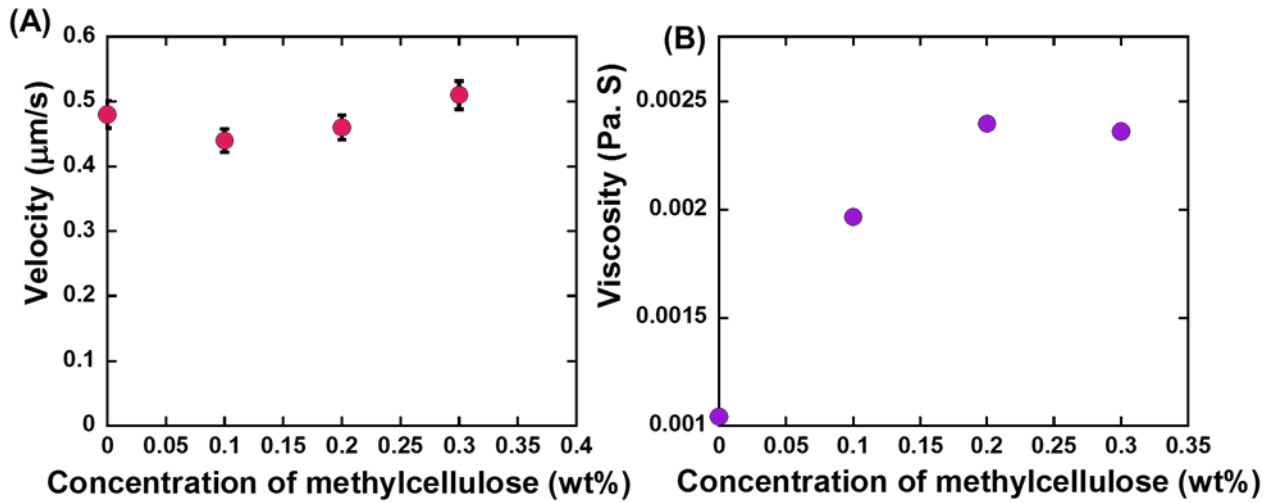 (A)
Velocity (μm/s)
0.6
0.5
0.4
0.3
0.2
0.1
0
0 0.05 0.1 0.15 0.2 0.25 0.3 0.35 0.4
Concentration of methylcellulose (wt%)
(B)
Viscosity (Pa. S)
0.0025
0.002
0.0015
0.001
0 0.05 0.1 0.15 0.2 0.25 0.3 0.35
Concentration of methylcellulose (wt%)